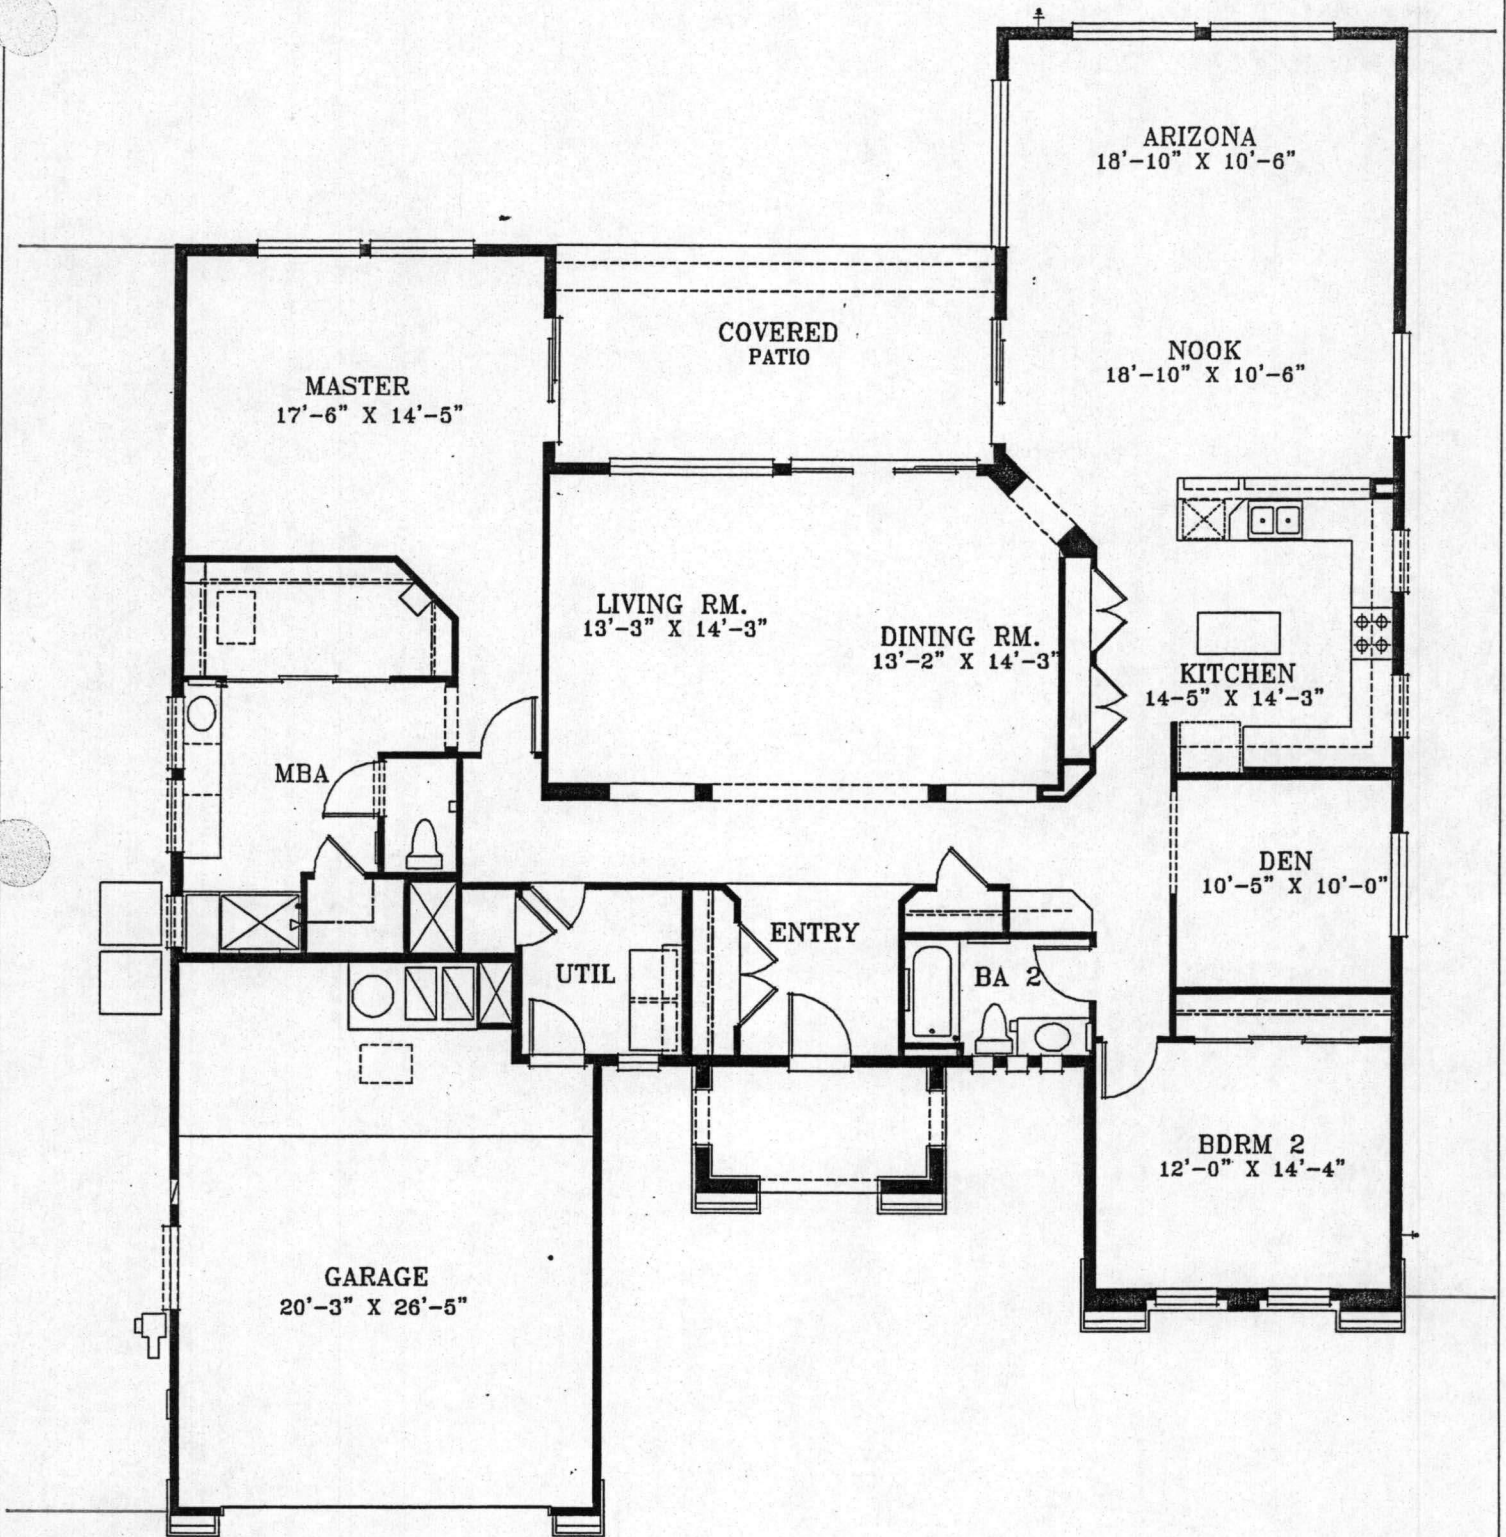 ARIZONA
18'-10" X 10'-6"
COVERED
PATIO
NOOK
18'-10" X 10'-6"
MASTER
17'-6" X 14'-5"
LIVING RM.
13'-3" X 14'-3"
DINING RM.
13'-2" X 14'-3"
KITCHEN
14-5" X 14'-3"
MBA
DEN
10'-5" X 10'-0"
ENTRY
UTIL
BA 2
BDRM 2
12'-0" X 14'-4"
GARAGE
20'-3" X 26'-5"